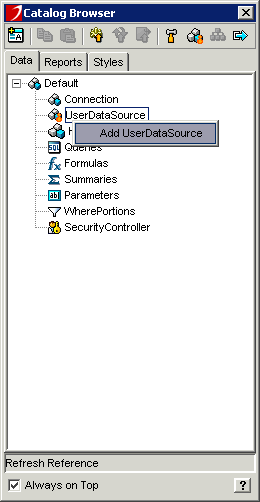 Catalog Browser
Data Reports Styles
Default
Connection
UserDataSource
Add UserDataSource
Queries
Formulas
Summaries
Parameters
WherePortions
SecurityController
Refresh Reference
Always on Top ?